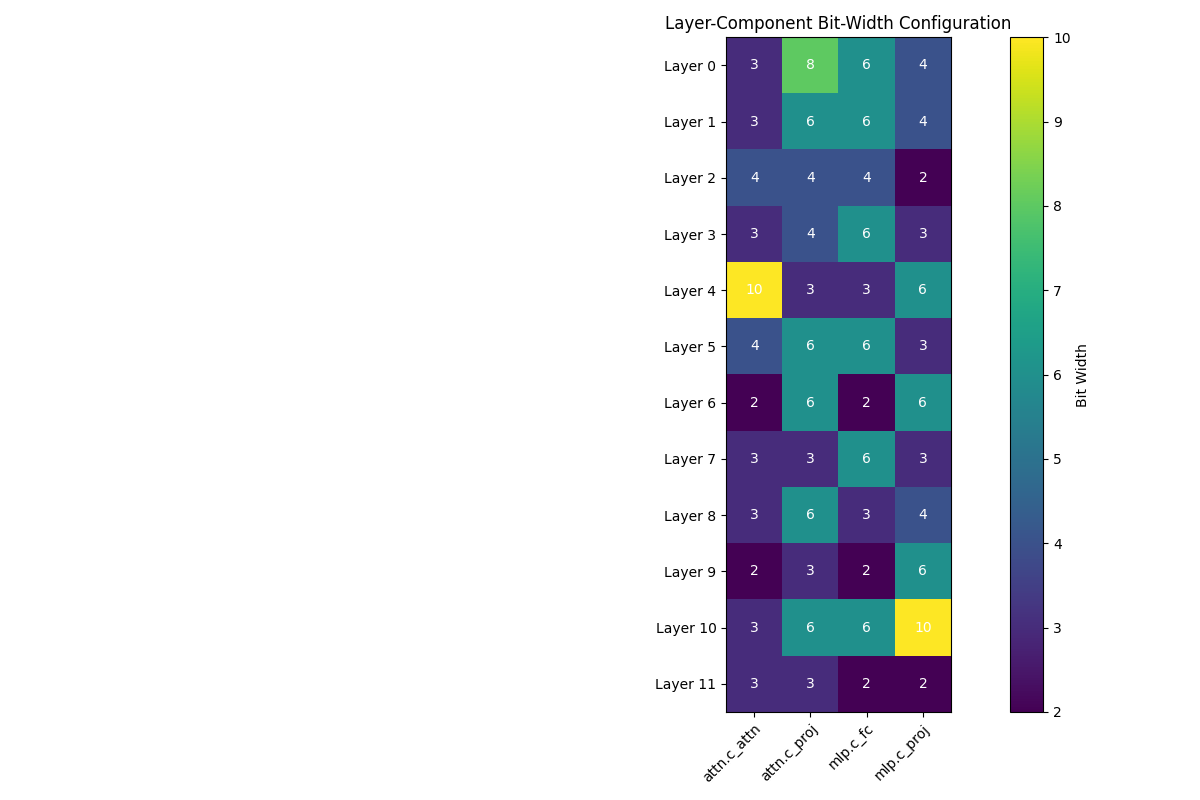 Layer-Component Bit-Width Configuration
Layer 0 3 8 6 4
Layer 1 3 6 6 4
Layer 2 4 4 4 2
Layer 3 3 4 6 3
Layer 4 10 3 3 6
Layer 5 4 6 6 3
Layer 6 2 6 2 6
Layer 7 3 3 6 3
Layer 8 3 6 3 4
Layer 9 2 3 2 6
Layer 10 3 6 6 10
Layer 11 3 3 2 2
attn.c_attn attn.c_proj mlp.c_fc mlp.c_proj
10
9
8
7
6
5
4
3
2
Bit Width